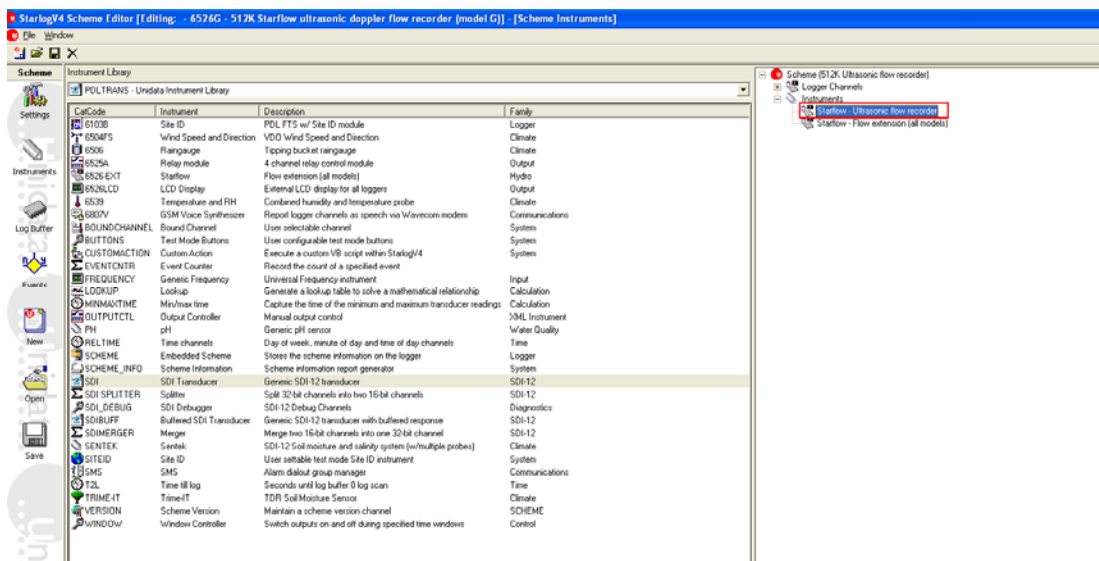 StarlogV4 Scheme Editor [Editing: - 6526G - 512K Starflow ultrasonic doppler flow recorder (model G)] - [Scheme Instruments]
File Window
Scheme
Settings
Instruments
Log Buffer
Events
New
Open
Save
Instrument Library
PDLTRANS - Unidata Instrument Library
CatCode Instrument Description Family
6103B Site ID PDL FTS w/ Site ID module Logger
6504FS Wind Speed and Direction VDO Wind Speed and Direction Climate
6506 Raingauge Tipping bucket raingauge Climate
6525A Relay module 4 channel relay control module Output
6526-EXT Starflow Flow extension (all models) Hydro
6526LCD LCD Display External LCD display for all loggers Output
6539 Temperature and RH Combined humidity and temperature probe Climate
6807V GSM Voice Synthesizer Report logger channels as speech via Wavecom modem Communications
BOUNDCHANNEL Bound Channel User selectable channel System
BUTTONS Test Mode Buttons User configurable test mode buttons System
CUSTOMACTION Custom Action Execute a custom VB script within StarlogV4 System
EVENTCNTR Event Counter Record the count of a specified event
FREQUENCY Generic Frequency Universal Frequency instrument Input
LOOKUP Lookup Generate a lookup table to solve a mathematical relationship Calculation
MINMAXTIME Min/max time Capture the time of the minimum and maximum transducer readings Calculation
OUTPUTCTL Output Controller Manual output control XML Instrument
PH pH Generic pH sensor Water Quality
RELTIME Time channels Day of week, minute of day and time of day channels Time
SCHEME Embedded Scheme Stores the scheme information on the logger Logger
SCHEME_INFO Scheme Information Scheme information report generator System
SDI SDI Transducer Generic SDI-12 transducer SDI-12
SDI SPLITTER Splitter Split 32-bit channels into two 16-bit channels SDI-12
SDI_DEBUG SDI Debugger SDI-12 Debug Channels Diagnostics
SDIBUFF Buffered SDI Transducer Generic SDI-12 transducer with buffered response SDI-12
SDIMERGER Merger Merge two 16-bit channels into one 32-bit channel SDI-12
SENTEK Sentek SDI-12 Soil moisture and salinity system (w/multiple probes) Climate
SITEID Site ID User settable test mode Site ID instrument System
SMS SMS Alarm dialout group manager Communications
T2L Time till log Seconds until log buffer 0 log scan Time
TRIME-IT Trime-IT TDR Soil Moisture Sensor Climate
VERSION Scheme Version Maintain a scheme version channel SCHEME
WINDOW Window Controller Switch outputs on and off during specified time windows Control
Scheme (512K Ultrasonic flow recorder)
Logger Channels
Instruments
Starflow - Ultrasonic flow recorder
Starflow - Flow extension (all models)